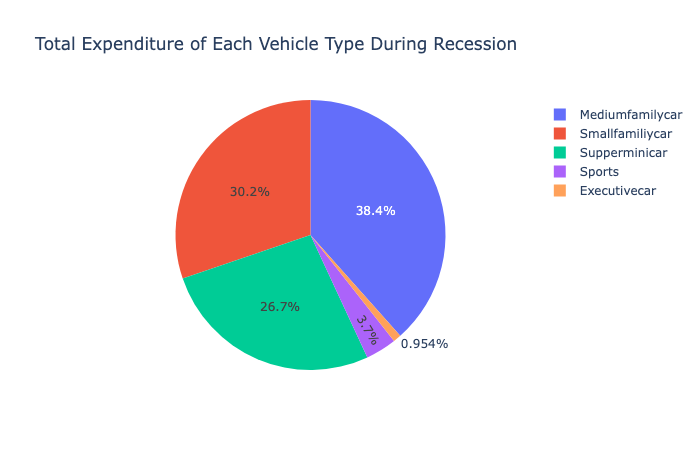 Total Expenditure of Each Vehicle Type During Recession
Mediumfamilycar
Smallfamiliycar
Supperminicar
Sports
Executivecar
30.2%
38.4%
26.7%
3.7%
0.954%